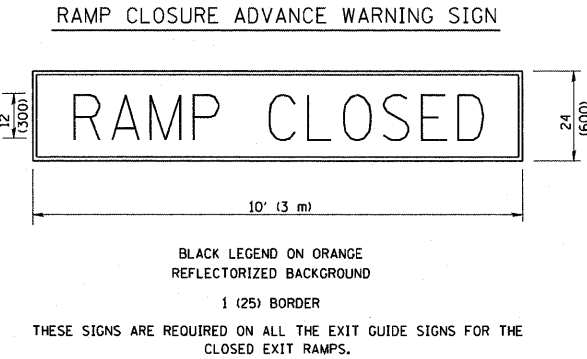 RAMP CLOSURE ADVANCE WARNING SIGN
12
(300)
RAMP CLOSED
24
(600)
10' (3 m)
BLACK LEGEND ON ORANGE
REFLECTORIZED BACKGROUND
1 (25) BORDER
THESE SIGNS ARE REQUIRED ON ALL THE EXIT GUIDE SIGNS FOR THE
CLOSED EXIT RAMPS.